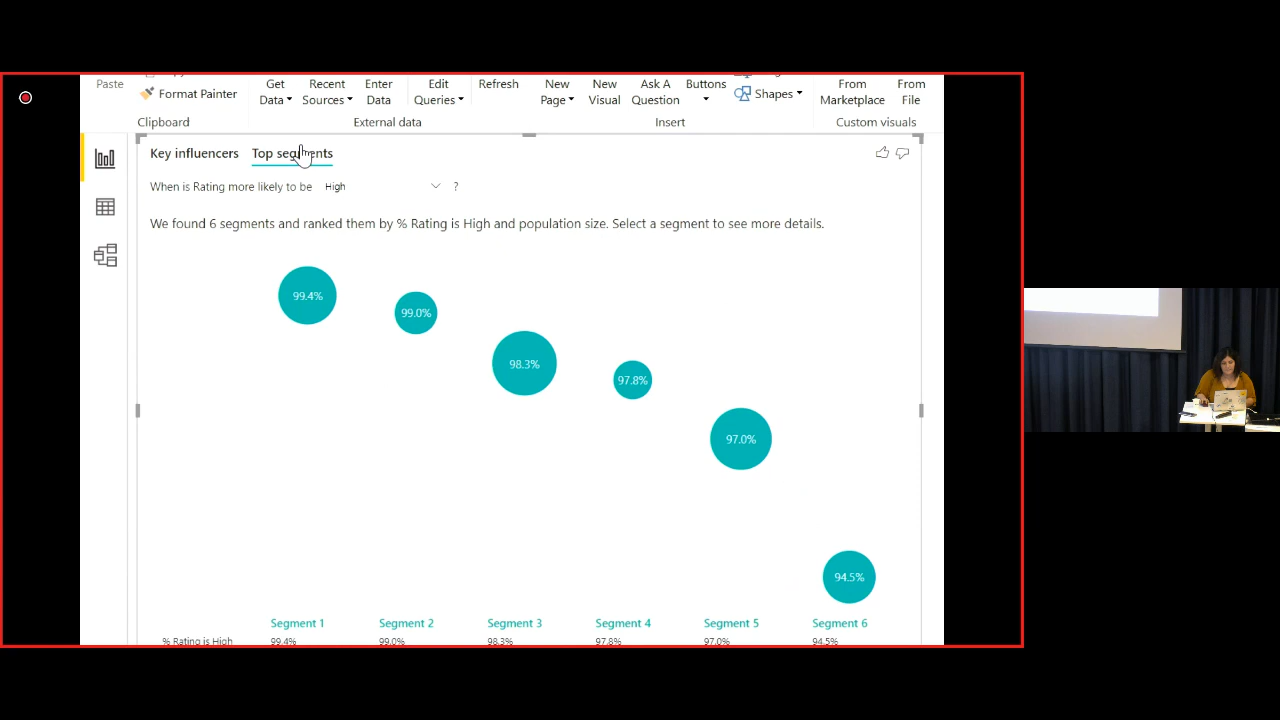 Paste
Format Painter
Clipboard
Get Data
Recent Sources
Enter Data
Edit Queries
Refresh
External data
New Page
New Visual
Ask A Question
Buttons
Shapes
Insert
From Marketplace
From File
Custom visuals
Key influencers Top segments
When is Rating more likely to be High ?
We found 6 segments and ranked them by % Rating is High and population size. Select a segment to see more details.
99.4%
99.0%
98.3%
97.8%
97.0%
94.5%
Segment 1 Segment 2 Segment 3 Segment 4 Segment 5 Segment 6
% Rating is High 99.4% 99.0% 98.3% 97.8% 97.0% 94.5%